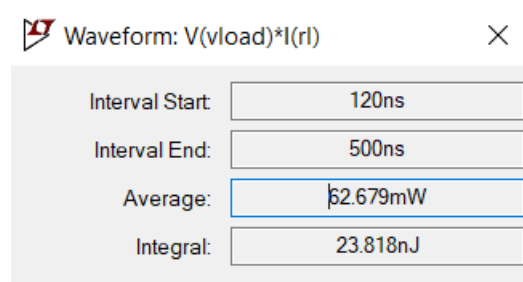 Waveform: V(vload)*I(rl)
Interval Start: 120ns
Interval End: 500ns
Average: 62.679mW
Integral: 23.818nJ